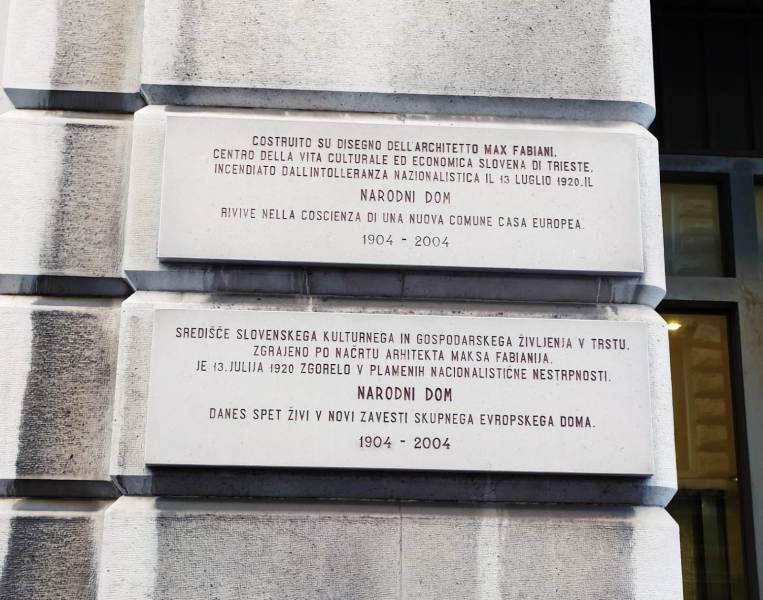 COSTRUITO SU DISEGNO DELL'ARCHITETTO MAX FABIANI,
CENTRO DELLA VITA CULTURALE ED ECONOMICA SLOVENA DI TRIESTE,
INCENDIATO DALL'INTOLLERANZA NAZIONALISTICA IL 13 LUGLIO 1920, IL
NARODNI DOM
RIVIVE NELLA COSCIENZA DI UNA NUOVA COMUNE CASA EUROPEA.
1904 - 2004
SREDIŠČE SLOVENSKEGA KULTURNEGA IN GOSPODARSKEGA ŽIVLJENJA V TRSTU,
ZGRAJENO PO NAČRTU ARHITEKTA MAKSA FABIANIJA,
JE 13. JULIJA 1920 ZGORELO V PLAMENIH NACIONALISTIČNE NESTRPNOSTI.
NARODNI DOM
DANES SPET ŽIVI V NOVI ZAVESTI SKUPNEGA EVROPSKEGA DOMA.
1904 - 2004